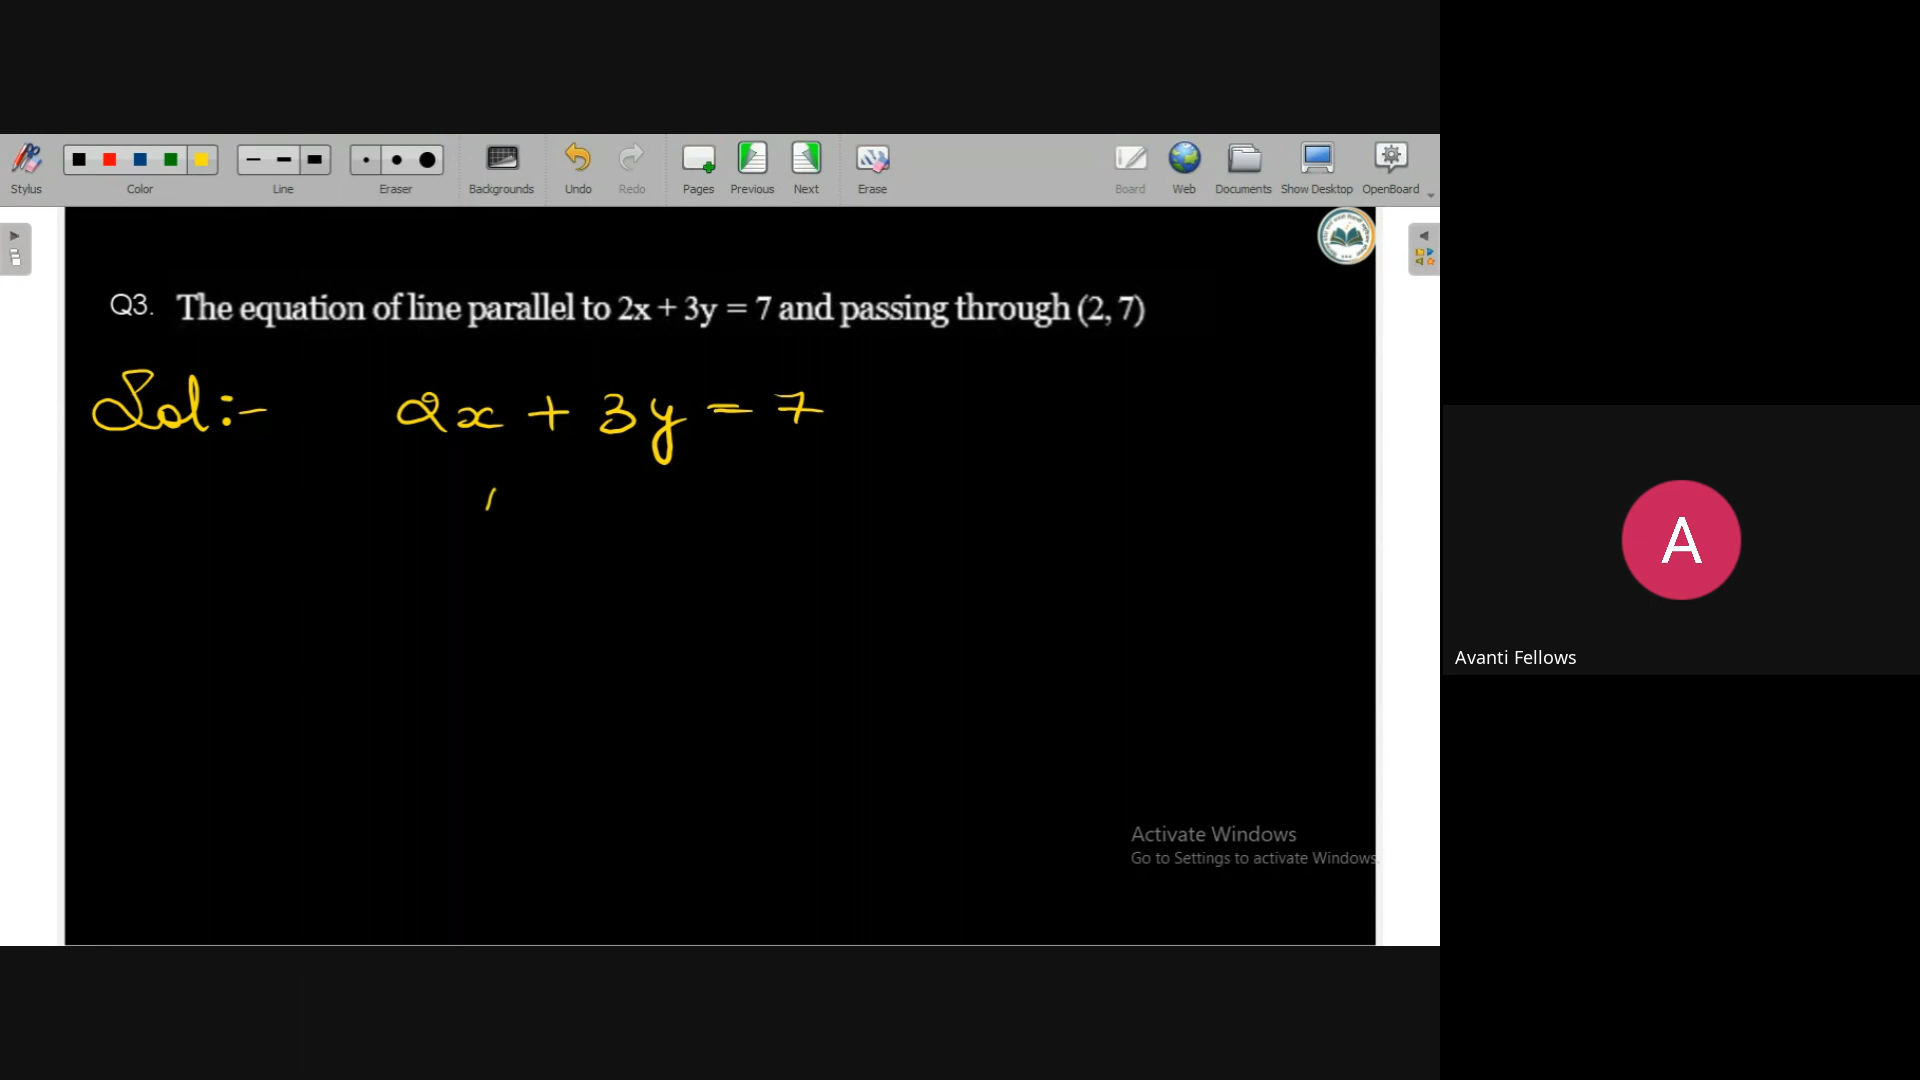 Stylus
Color
Line
Eraser
Backgrounds
Undo
Redo
Pages
Previous
Next
Erase
Board
Web
Documents
Show Desktop
OpenBoard
Q3. The equation of line parallel to 2x + 3y = 7 and passing through (2, 7)
Sol:- 2x + 3y = 7
A
Avanti Fellows
Activate Windows
Go to Settings to activate Windows.